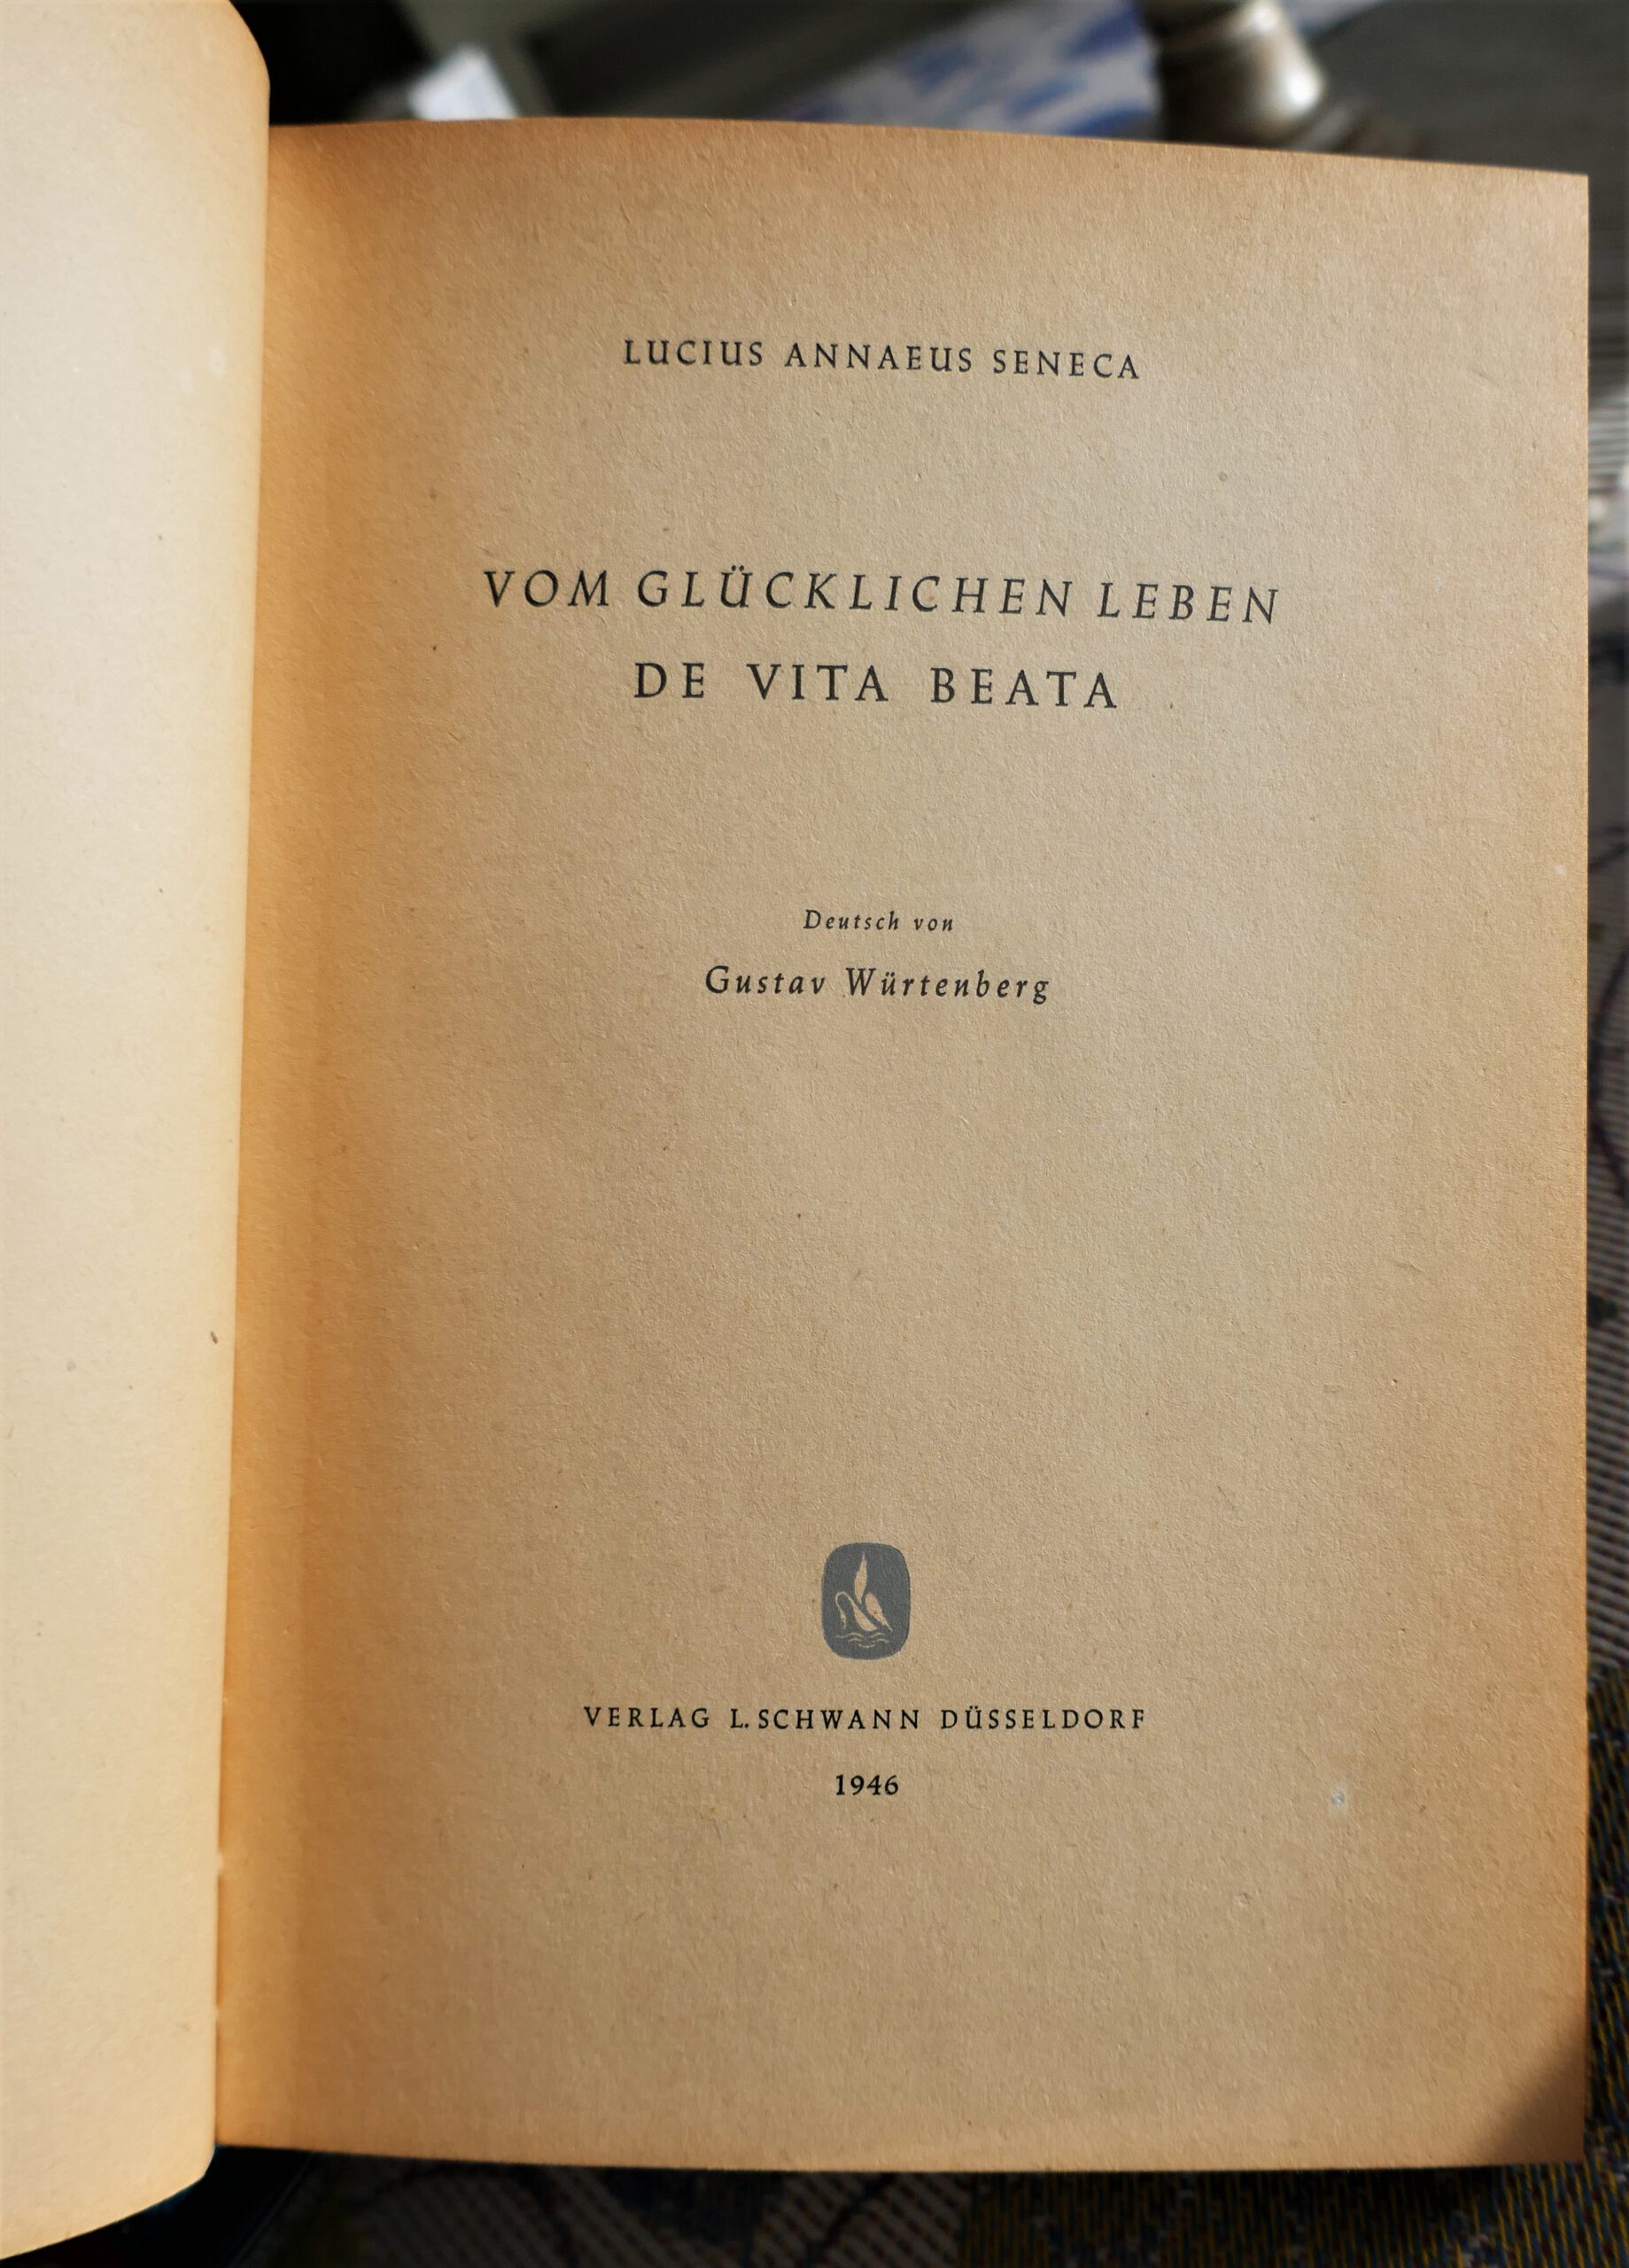 LUCIUS ANNAEUS SENECA
VOM GLÜCKLICHEN LEBEN
DE VITA BEATA
Deutsch von
Gustav Würtenberg
VERLAG L. SCHWANN DÜSSELDORF
1946